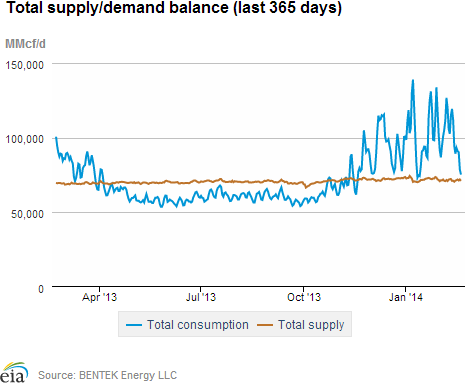 Total supply/demand balance (last 365 days)
MMcf/d
150,000
100,000
50,000
0
Apr '13 Jul '13 Oct '13 Jan '14
Total consumption Total supply
eia Source: BENTEK Energy LLC